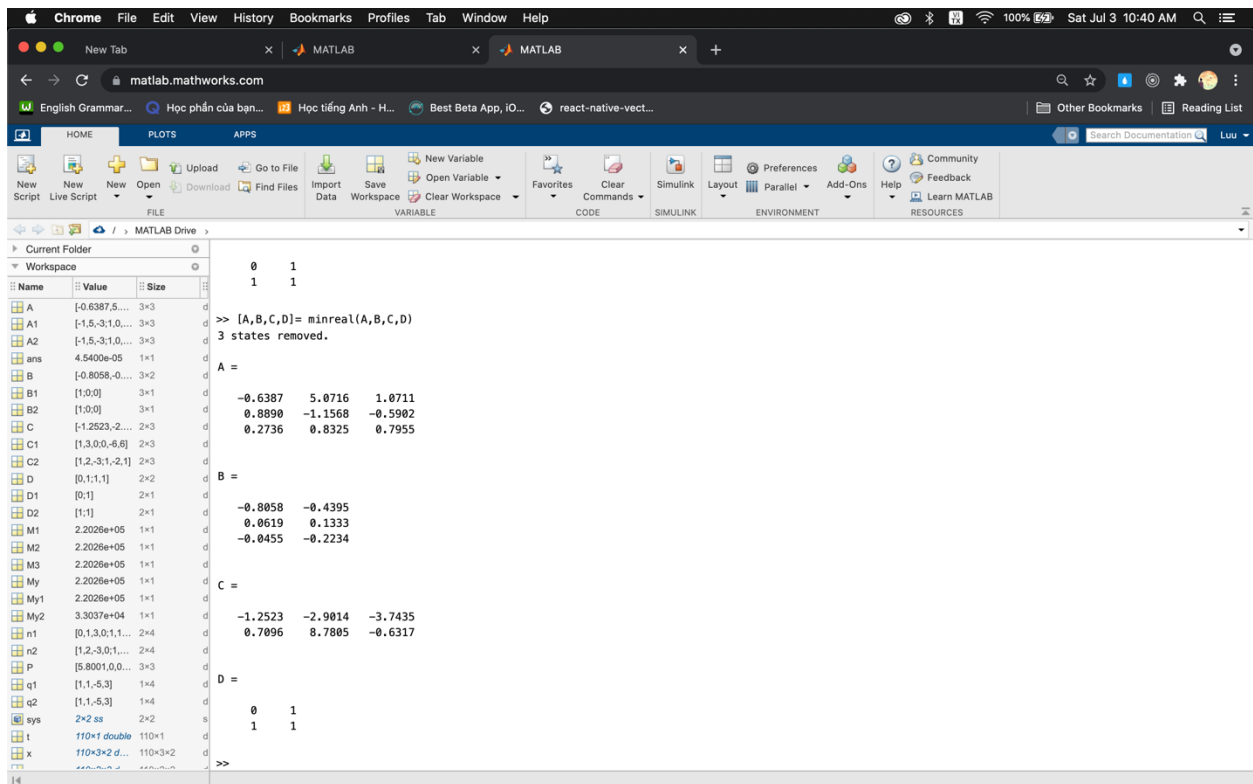 Chrome File Edit View History Bookmarks Profiles Tab Window Help 100% Sat Jul 3 10:40 AM
New Tab MATLAB MATLAB
matlab.mathworks.com
English Grammar... Học phần của bạn... Học tiếng Anh - H... Best Beta App, iO... react-native-vect... Other Bookmarks Reading List
HOME PLOTS APPS Search Documentation Luu
New Script New Live Script New Open Upload Download Go to File Find Files Import Data Save Workspace New Variable Open Variable Clear Workspace Favorites Clear Commands Simulink Layout Preferences Parallel Add-Ons Help Community Feedback Learn MATLAB
FILE VARIABLE CODE SIMULINK ENVIRONMENT RESOURCES
/ > MATLAB Drive >
Current Folder
Workspace
Name Value Size
A [-0.6387,5.... 3×3 d
A1 [-1,5,-3;1,0,... 3×3 d
A2 [-1,5,-3;1,0,... 3×3 d
ans 4.5400e-05 1×1 d
B [-0.8058,-0.... 3×2 d
B1 [1;0;0] 3×1 d
B2 [1;0;0] 3×1 d
C [-1.2523,-2.... 2×3 d
C1 [1,3,0;0,-6,6] 2×3 d
C2 [1,2,-3;1,-2,1] 2×3 d
D [0,1;1,1] 2×2 d
D1 [0;1] 2×1 d
D2 [1;1] 2×1 d
M1 2.2026e+05 1×1 d
M2 2.2026e+05 1×1 d
M3 2.2026e+05 1×1 d
My 2.2026e+05 1×1 d
My1 2.2026e+05 1×1 d
My2 3.3037e+04 1×1 d
n1 [0,1,3,0;1,1... 2×4 d
n2 [1,2,-3,0;1,... 2×4 d
P [5.8001,0,0... 3×3 d
q1 [1,1,-5,3] 1×4 d
q2 [1,1,-5,3] 1×4 d
sys 2×2 ss 2×2 s
t 110×1 double 110×1 d
x 110×3×2 d... 110×3×2 d
0 1
1 1
>> [A,B,C,D]= minreal(A,B,C,D)
3 states removed.
A =
-0.6387 5.0716 1.0711
0.8890 -1.1568 -0.5902
0.2736 0.8325 0.7955
B =
-0.8058 -0.4395
0.0619 0.1333
-0.0455 -0.2234
C =
-1.2523 -2.9014 -3.7435
0.7096 8.7805 -0.6317
D =
0 1
1 1
>>